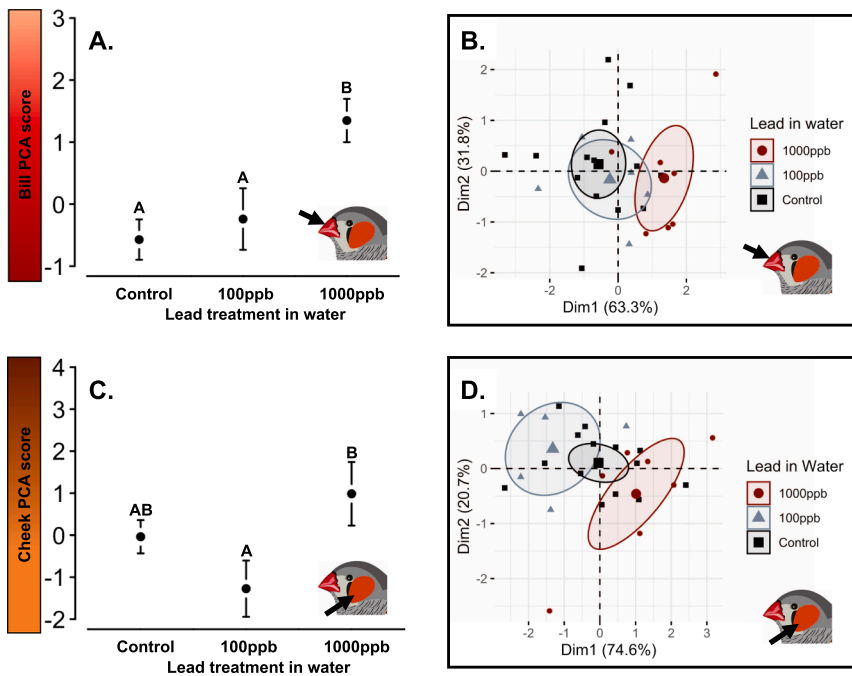 A.
Bill PCA score
3
2
1
0
-1
A
A
B
Control
100ppb
1000ppb
Lead treatment in water
B.
Dim2 (31.8%)
2
1
0
-1
-2
-2
0
2
Dim1 (63.3%)
Lead in water
1000ppb
100ppb
Control
C.
Cheek PCA score
4
3
2
1
0
-1
-2
AB
A
B
Control
100ppb
1000ppb
Lead treatment in water
D.
Dim2 (20.7%)
1
0
-1
-2
-2
-1
0
1
2
3
Dim1 (74.6%)
Lead in Water
1000ppb
100ppb
Control